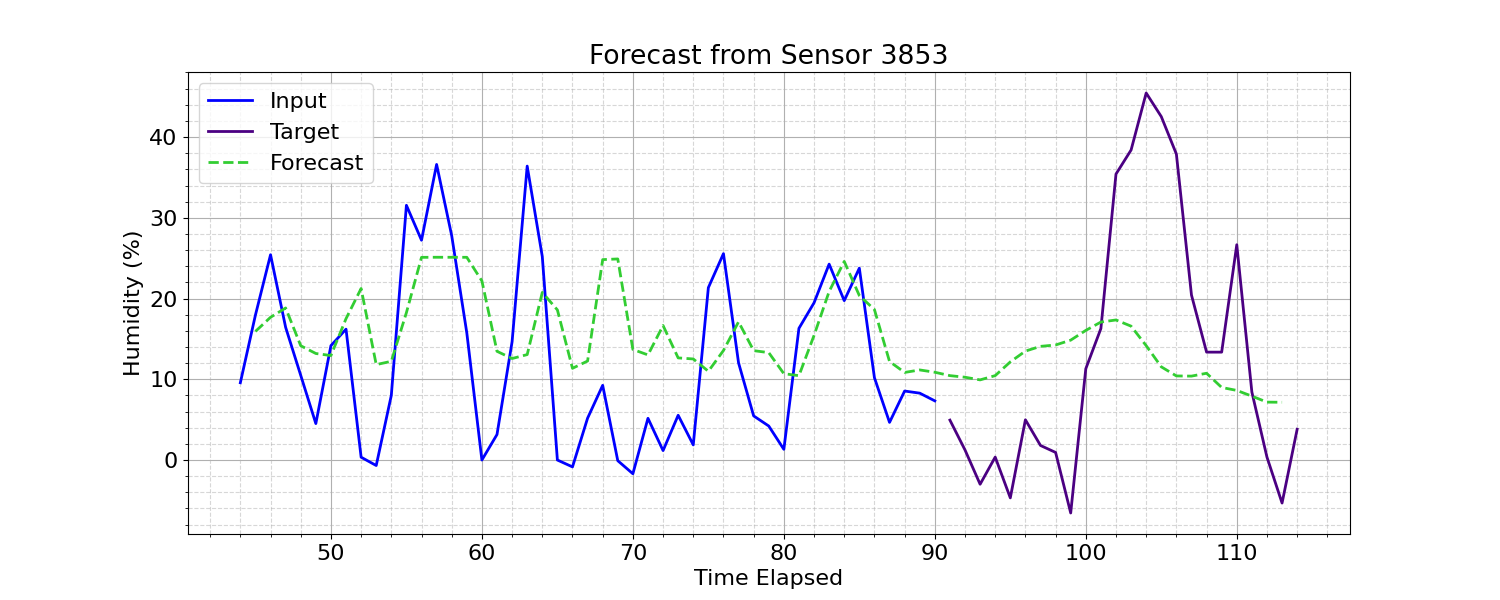 Forecast from Sensor 3853
Input
Target
Forecast
40
30
20
10
0
Humidity (%)
50 60 70 80 90 100 110
Time Elapsed